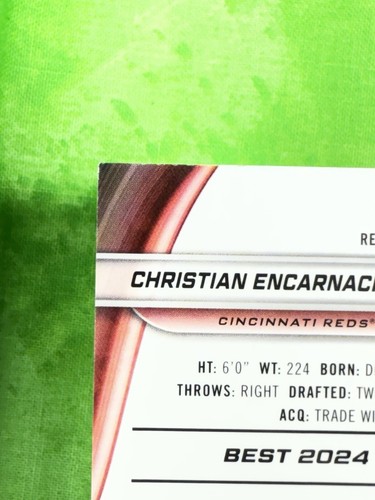 RE
CHRISTIAN ENCARNACI
CINCINNATI REDS®
HT: 6'0" WT: 224 BORN: D
THROWS: RIGHT DRAFTED: TW
ACQ: TRADE WI
BEST 2024